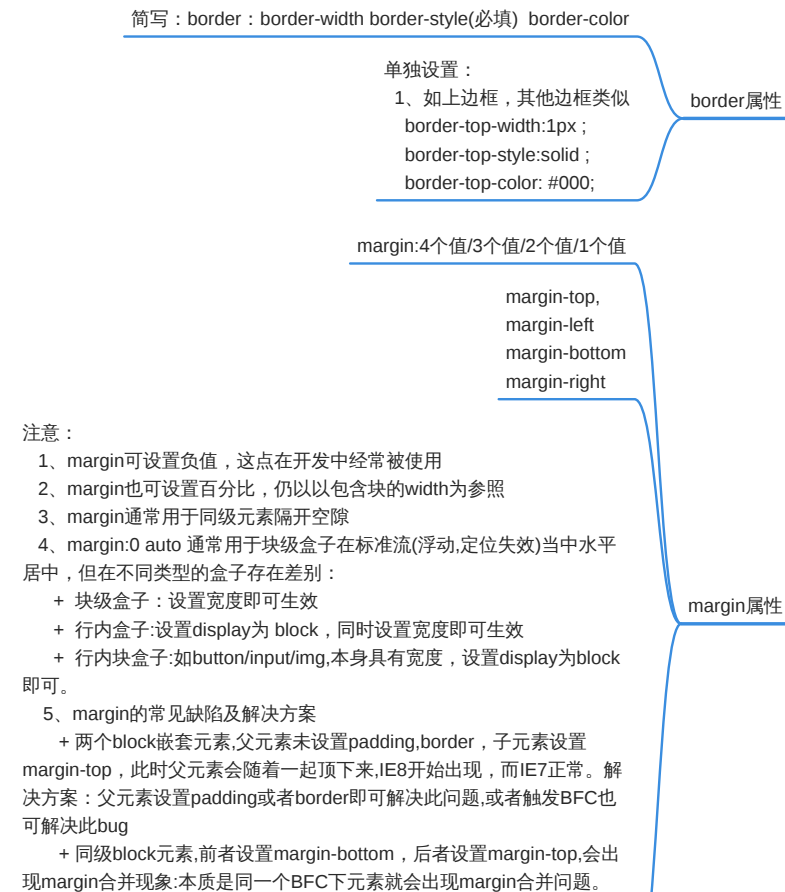 简写：border：border-width border-style(必填)  border-color
单独设置：
1、如上边框，其他边框类似
border-top-width:1px ;
border-top-style:solid ;
border-top-color: #000;
border属性
margin:4个值/3个值/2个值/1个值
margin-top,
margin-left
margin-bottom
margin-right
注意：
1、margin可设置负值，这点在开发中经常被使用
2、margin也可设置百分比，仍以以包含块的width为参照
3、margin通常用于同级元素隔开空隙
4、margin:0 auto 通常用于块级盒子在标准流(浮动,定位失效)当中水平
居中，但在不同类型的盒子存在差别：
+ 块级盒子：设置宽度即可生效
+ 行内盒子:设置display为 block，同时设置宽度即可生效
+ 行内块盒子:如button/input/img,本身具有宽度，设置display为block
即可。
5、margin的常见缺陷及解决方案
+ 两个block嵌套元素,父元素未设置padding,border，子元素设置
margin-top，此时父元素会随着一起顶下来,IE8开始出现，而IE7正常。解
决方案：父元素设置padding或者border即可解决此问题,或者触发BFC也
可解决此bug
+ 同级block元素,前者设置margin-bottom，后者设置margin-top,会出
现margin合并现象:本质是同一个BFC下元素就会出现margin合并问题。
margin属性